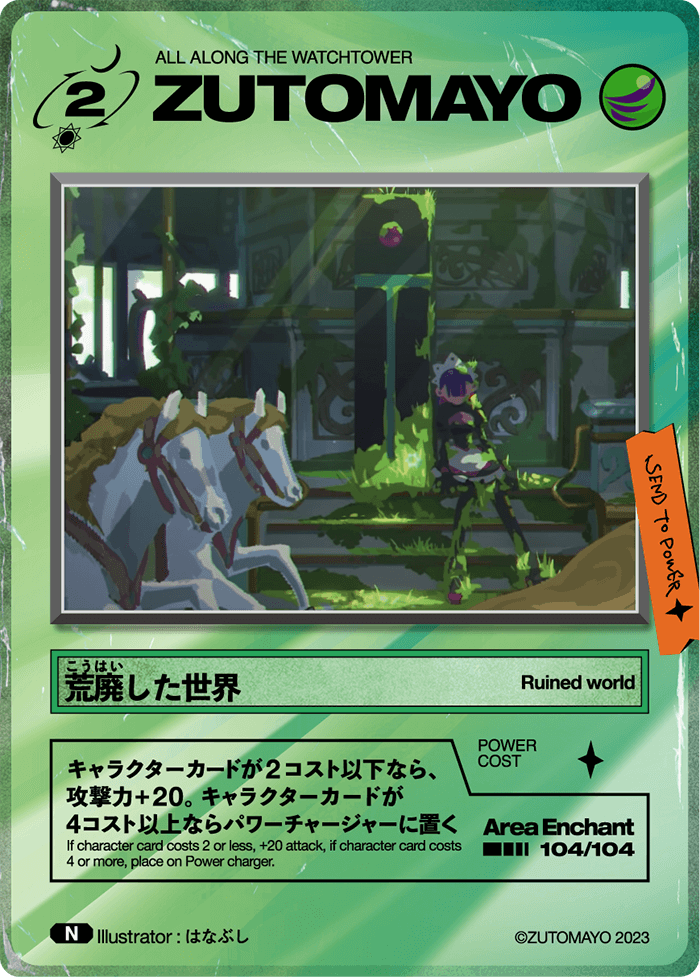 ALL ALONG THE WATCHTOWER
2
ZUTOMAYO
SEND TO POWER
こうはい
荒廃した世界
Ruined world
キャラクターカードが2コスト以下なら、
攻撃力+20。キャラクターカードが
4コスト以上ならパワーチャージャーに置く
If character card costs 2 or less, +20 attack, if character card costs
4 or more, place on Power charger.
POWER
COST
Area Enchant
104/104
N Illustrator : はなぶし
©ZUTOMAYO 2023